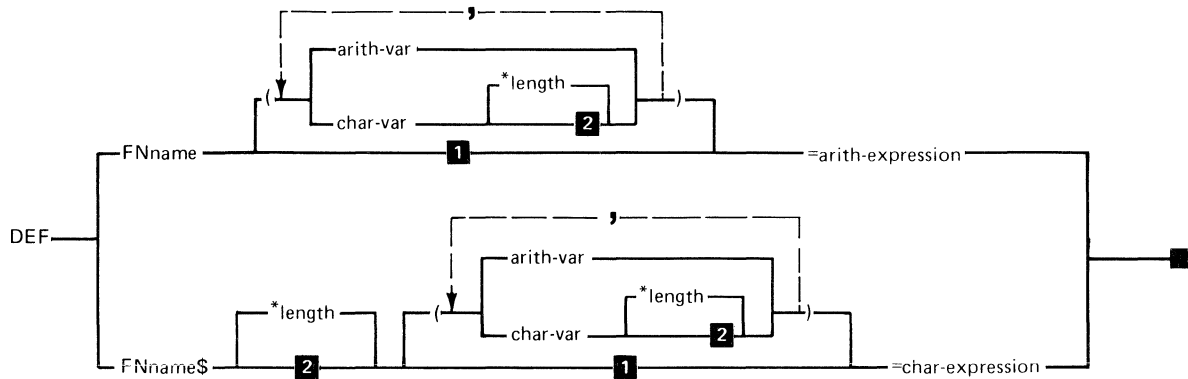 ,
arith-var
*length
( )
char-var 2
FNname 1 =arith-expression
,
DEF
arith-var
*length
*length
( )
char-var 2
FNname$ 2 1 =char-expression